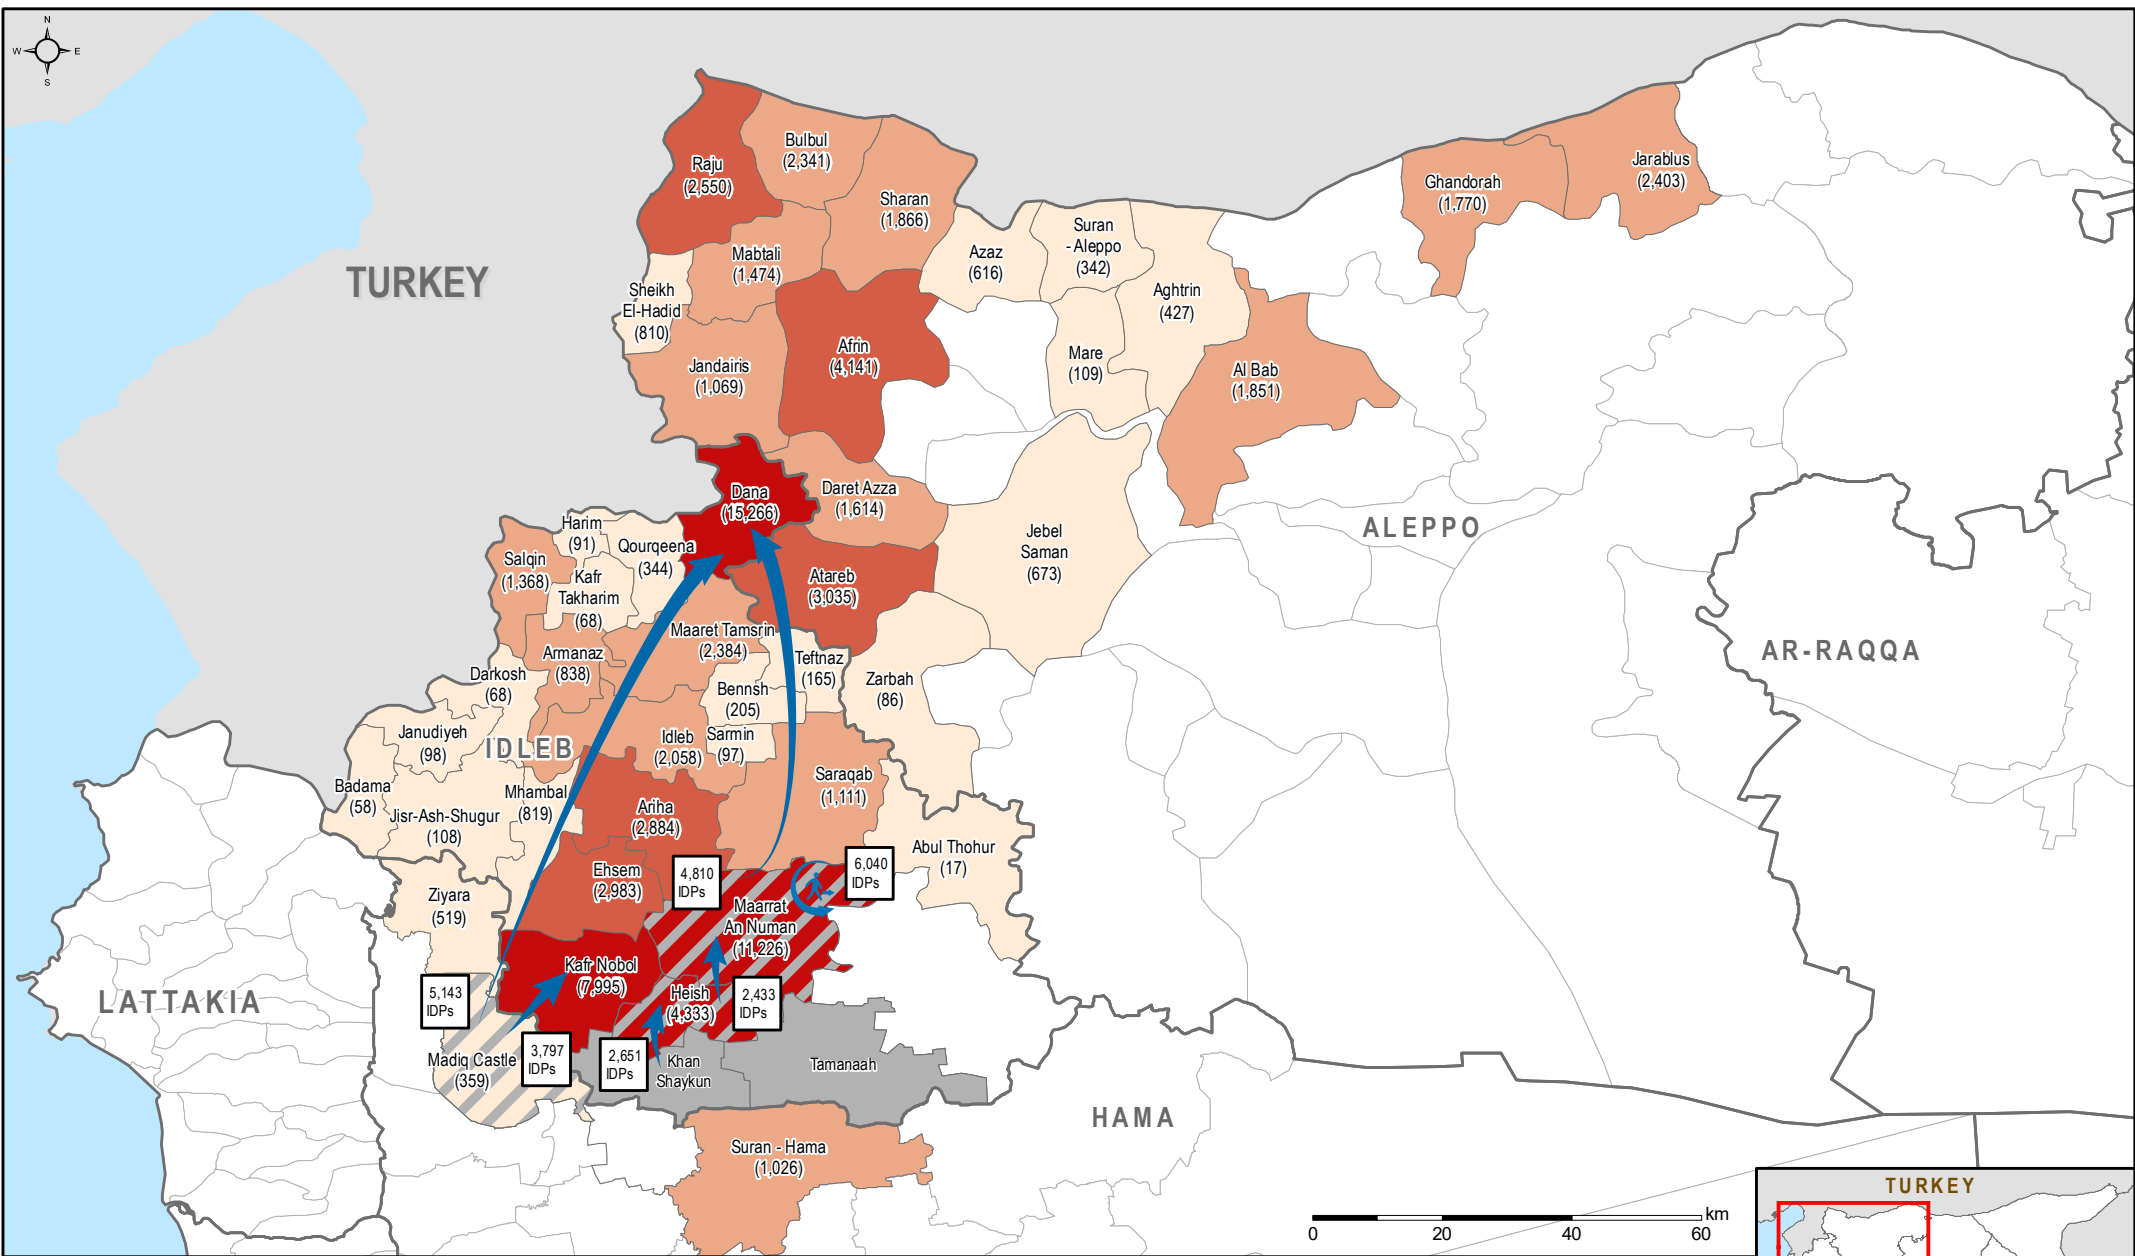 N
W
E
S
TURKEY
Raju
(2,550)
Bulbul
(2,341)
Sharan
(1,866)
Mabtali
(1,474)
Sheikh
El-Hadid
(810)
Jandairis
(1,069)
Afrin
(4,141)
Azaz
(616)
Suran
- Aleppo
(342)
Aghtrin
(427)
Mare
(109)
Al Bab
(1,851)
Ghandorah
(1,770)
Jarablus
(2,403)
Dana
(15,266)
Daret Azza
(1,614)
Jebel
Saman
(673)
ALEPPO
Harim
(91)
Salqin
(1,368)
Qourqeena
(344)
Kafr
Takharim
(68)
Atareb
(3,035)
AR-RAQQA
Maaret Tamsrin
(2,384)
Armanaz
(838)
Teftnaz
(165)
Darkosh
(68)
Bennsh
(205)
Zarbah
(86)
Janudiyeh
(98)
IDLEB
Idleb
(2,058)
Sarmin
(97)
Badama
(58)
Mhambal
(819)
Saraqab
(1,111)
Jisr-Ash-Shugur
(108)
Ariha
(2,884)
Abul Thohur
(17)
Ehsem
(2,983)
4,810
IDPs
6,040
IDPs
Ziyara
(519)
Maarrat
An Numan
(11,226)
Kafr Nobol
(7,995)
5,143
IDPs
LATTAKIA
Heish
(4,333)
2,433
IDPs
Madiq Castle
(359)
3,797
IDPs
2,651
IDPs
Khan
Shaykun
Tamanaah
HAMA
Suran - Hama
(1,026)
km
0
20
40
60
TURKEY